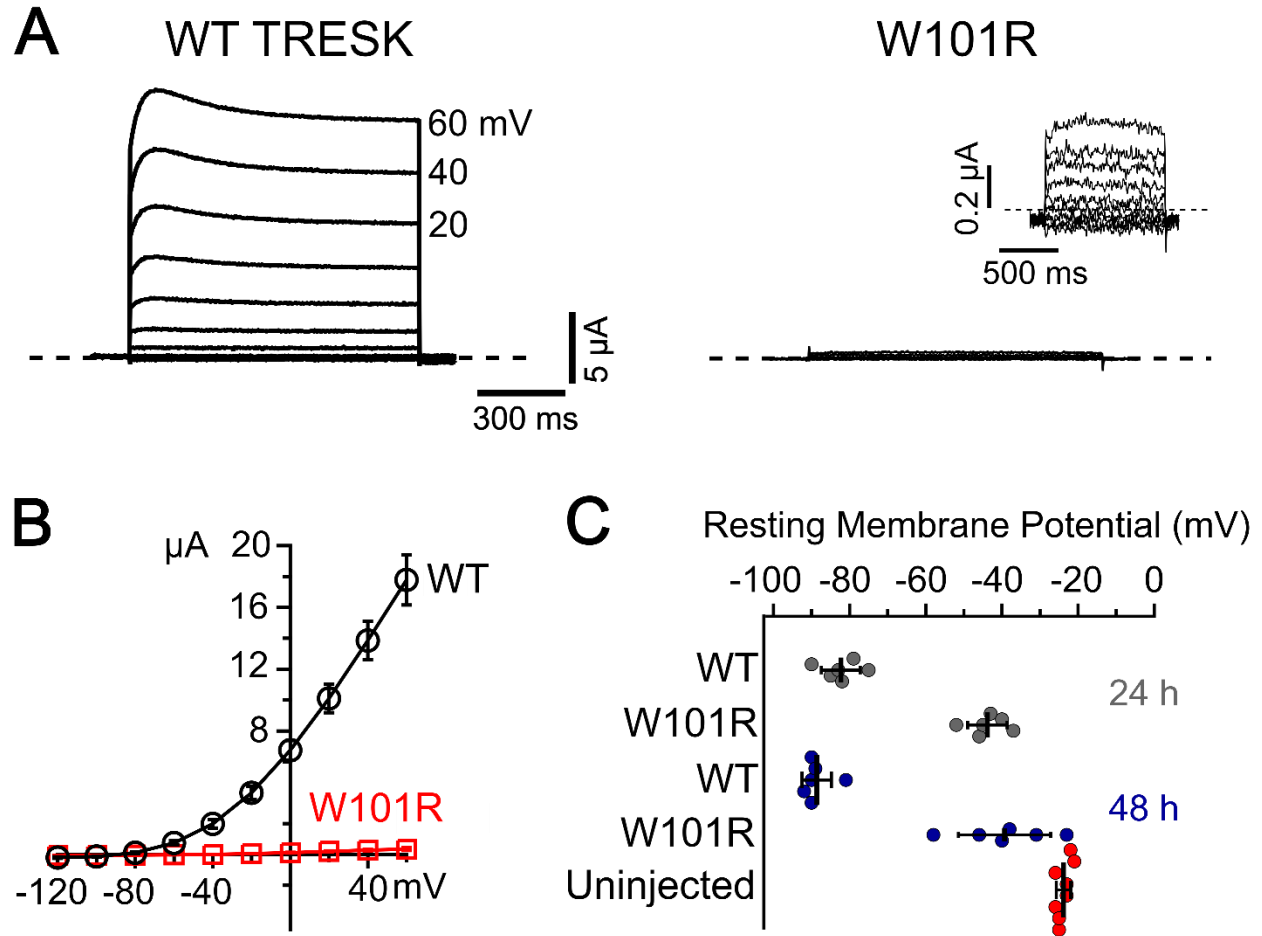 A
WT TRESK
W101R
60 mV
40
20
5 µA
300 ms
0.2 µA
500 ms
B
µA
20
16
12
8
WT
W101R
-120
-80
-40
40 mV
C
Resting Membrane Potential (mV)
-100 -80 -60 -40 -20 0
WT
24 h
W101R
WT
48 h
W101R
Uninjected